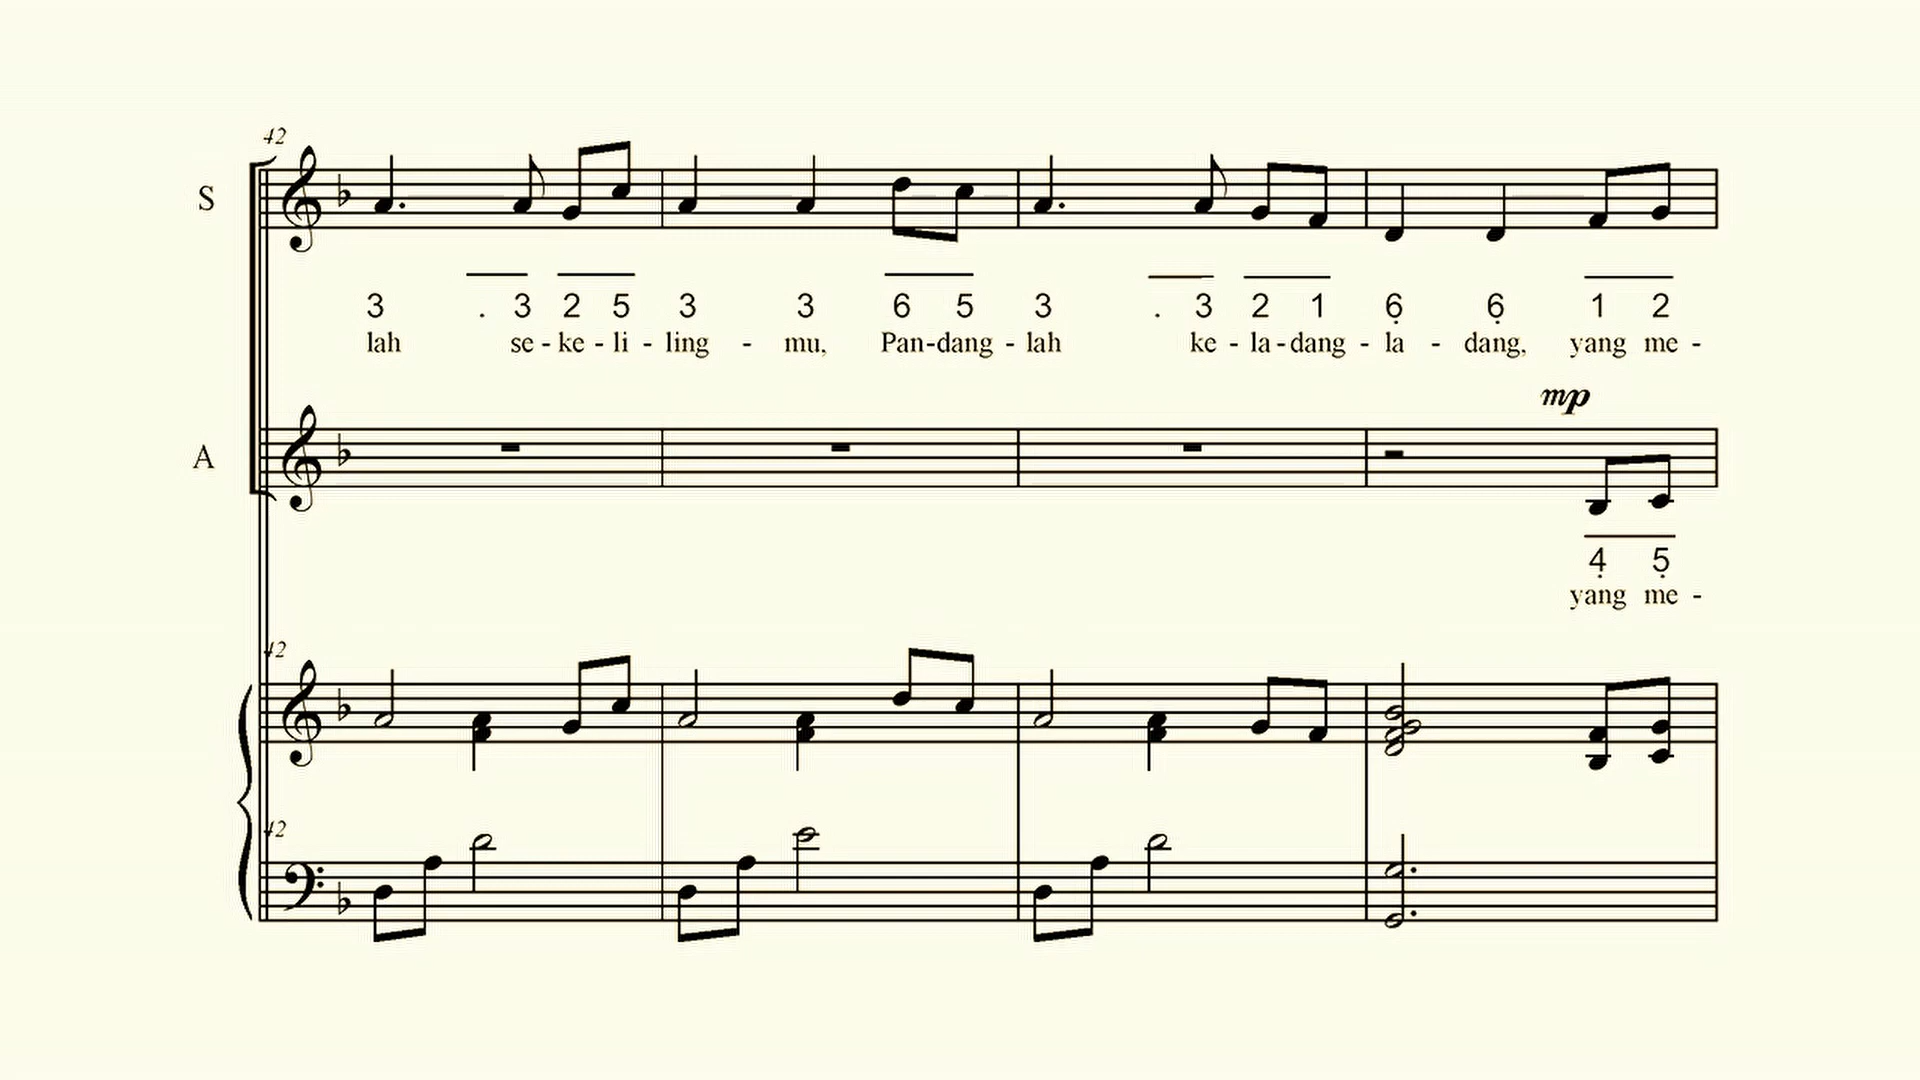 42
S
3 . 3 2 5 3 3 6 5 3 . 3 2 1 6̣ 6̣ 1 2
lah se - ke - li - ling - mu, Pan-dang - lah ke - la - dang - la - dang, yang me -
mp
A
4̣ 5̣
yang me -
42
42